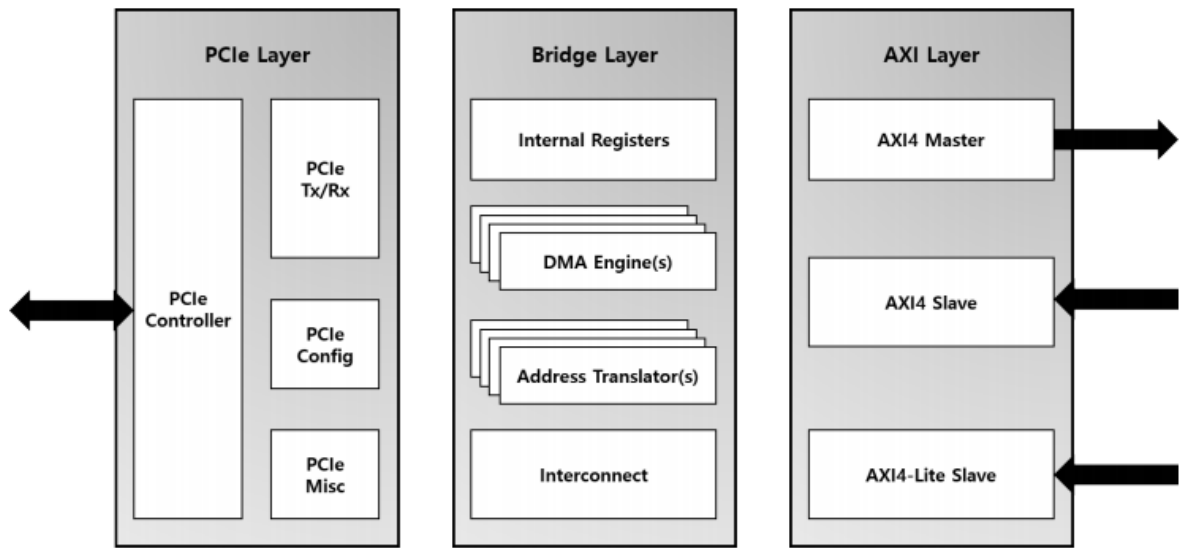 PCIe Layer
PCIe
Controller
PCIe
Tx/Rx
PCIe
Config
PCIe
Misc
Bridge Layer
Internal Registers
DMA Engine(s)
Address Translator(s)
Interconnect
AXI Layer
AXI4 Master
AXI4 Slave
AXI4-Lite Slave